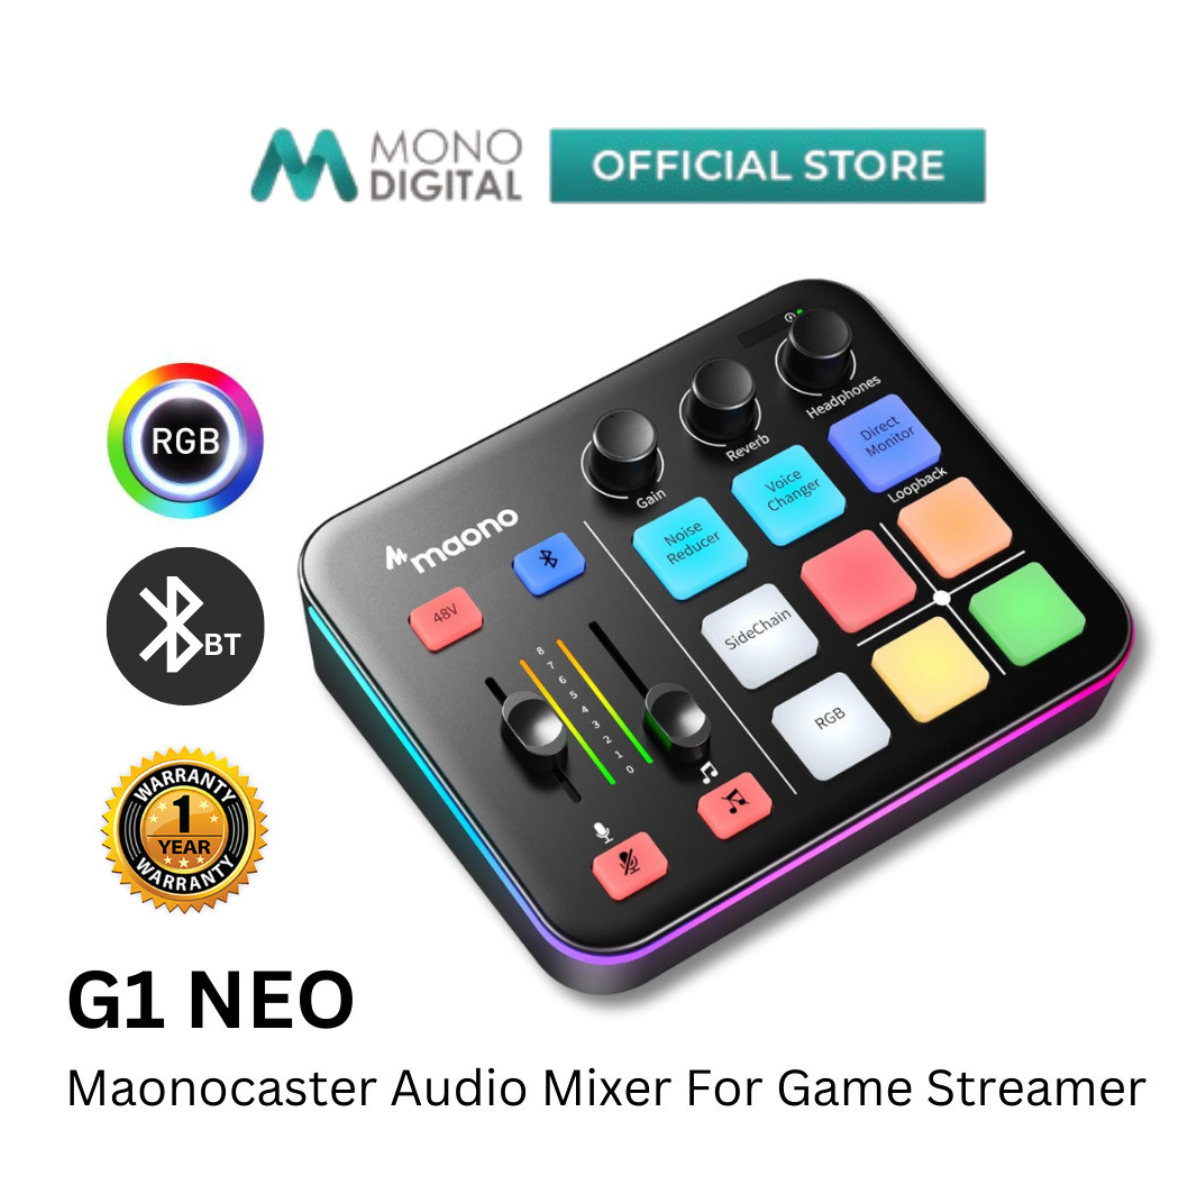 MONO
DIGITAL
OFFICIAL STORE
RGB
BT
WARRANTY
1
YEAR
WARRANTY
maono
48V
Gain
Reverb
Headphones
Noise
Reducer
Voice
Changer
Direct
Monitor
Loopback
SideChain
RGB
8
7
6
5
4
3
2
1
0
G1 NEO
Maonocaster Audio Mixer For Game Streamer